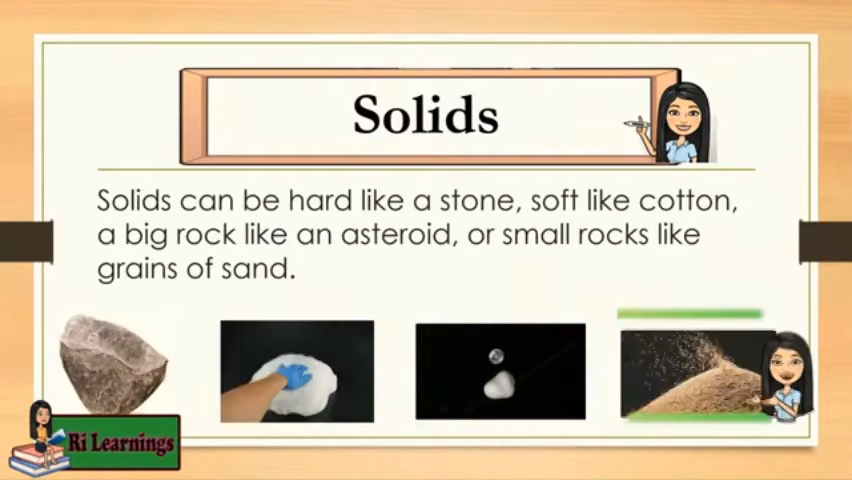 Solids
Solids can be hard like a stone, soft like cotton,
a big rock like an asteroid, or small rocks like
grains of sand.
Ri Learnings